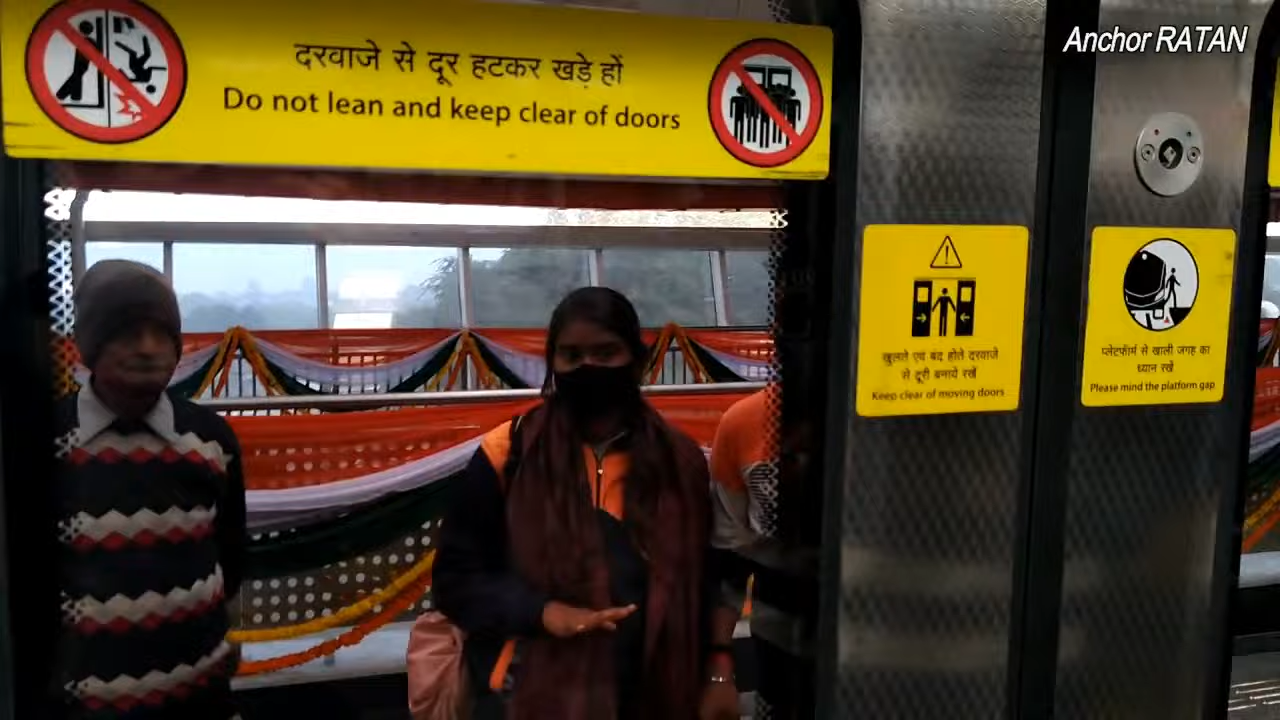 Anchor RATAN
दरवाजे से दूर हटकर खड़े हों
Do not lean and keep clear of doors
खुलते एवं बंद होते दरवाजे
से दूरी बनाये रखें
Keep clear of moving doors
प्लेटफॉर्म से खाली जगह का
ध्यान रखें
Please mind the platform gap